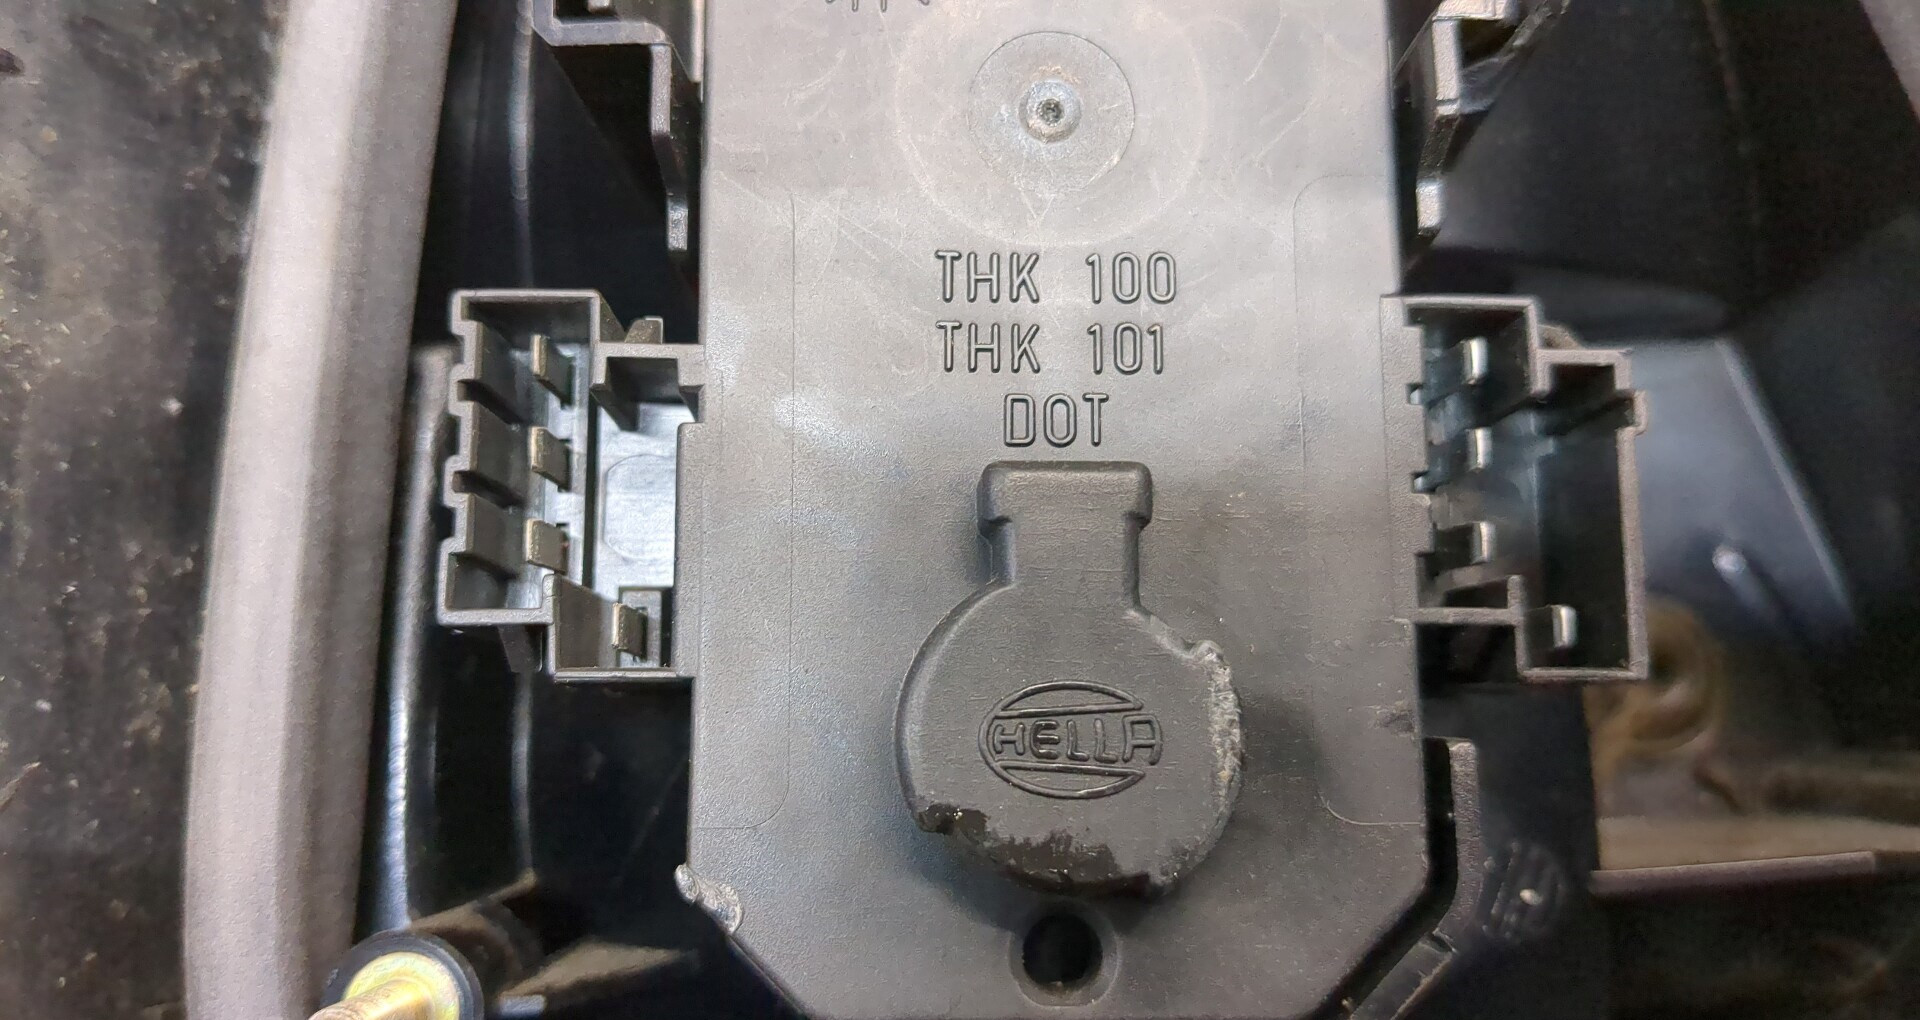 THK 100
THK 101
DOT
HELLA